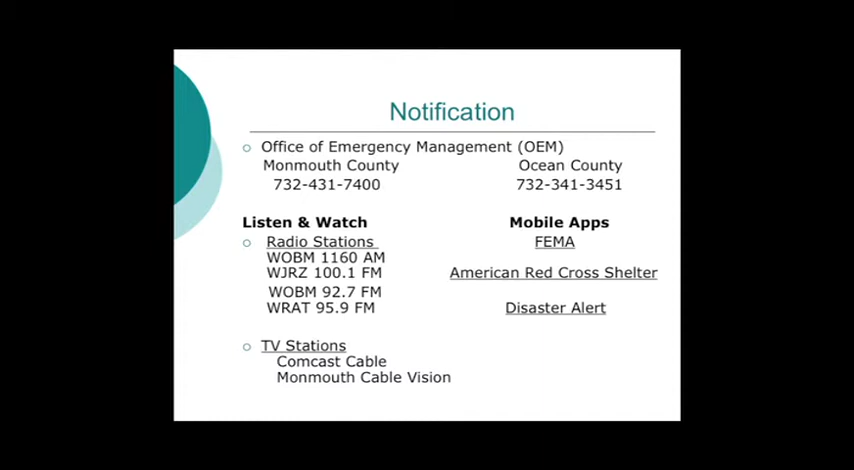 Notification
Office of Emergency Management (OEM)
Monmouth County Ocean County
732-431-7400 732-341-3451
Listen & Watch Mobile Apps
Radio Stations FEMA
WOBM 1160 AM
WJRZ 100.1 FM American Red Cross Shelter
WOBM 92.7 FM
WRAT 95.9 FM Disaster Alert
TV Stations
Comcast Cable
Monmouth Cable Vision